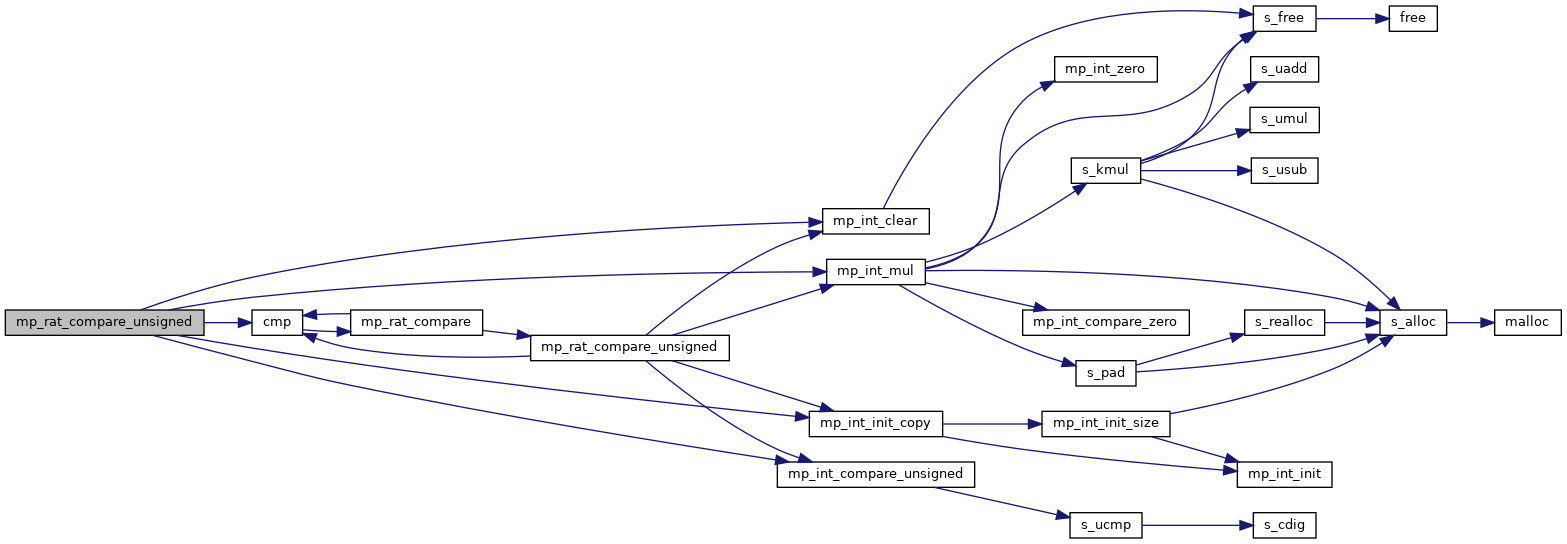 s_free
free
mp_int_zero
s_uadd
s_umul
s_kmul
s_usub
mp_int_clear
mp_int_mul
mp_rat_compare_unsigned
cmp
mp_rat_compare
mp_int_compare_zero
s_realloc
s_alloc
malloc
mp_rat_compare_unsigned
s_pad
mp_int_init_copy
mp_int_init_size
mp_int_compare_unsigned
mp_int_init
s_ucmp
s_cdig